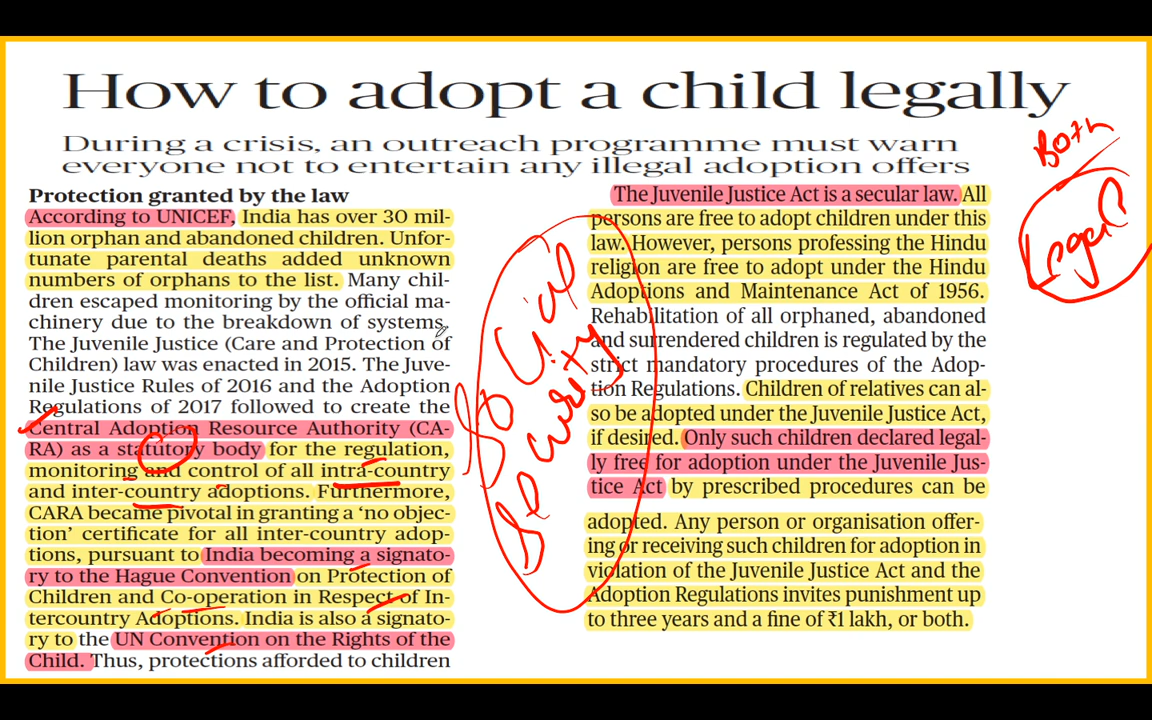 How to adopt a child legally
During a crisis, an outreach programme must warn
everyone not to entertain any illegal adoption offers
Protection granted by the law
According to UNICEF, India has over 30 mil-
lion orphan and abandoned children. Unfor-
tunate parental deaths added unknown
numbers of orphans to the list. Many chil-
dren escaped monitoring by the official ma-
chinery due to the breakdown of systems.
The Juvenile Justice (Care and Protection of
Children) law was enacted in 2015. The Juve-
nile Justice Rules of 2016 and the Adoption
Regulations of 2017 followed to create the
Central Adoption Resource Authority (CA-
RA) as a statutory body for the regulation,
monitoring and control of all intra-country
and inter-country adoptions. Furthermore,
CARA became pivotal in granting a ‘no objec-
tion’ certificate for all inter-country adop-
tions, pursuant to India becoming a signato-
ry to the Hague Convention on Protection of
Children and Co-operation in Respect of In-
tercountry Adoptions. India is also a signato-
ry to the UN Convention on the Rights of the
Child. Thus, protections afforded to children
The Juvenile Justice Act is a secular law. All
persons are free to adopt children under this
law. However, persons professing the Hindu
religion are free to adopt under the Hindu
Adoptions and Maintenance Act of 1956.
Rehabilitation of all orphaned, abandoned
and surrendered children is regulated by the
strict mandatory procedures of the Adop-
tion Regulations. Children of relatives can al-
so be adopted under the Juvenile Justice Act,
if desired. Only such children declared legal-
ly free for adoption under the Juvenile Jus-
tice Act by prescribed procedures can be
adopted. Any person or organisation offer-
ing or receiving such children for adoption in
violation of the Juvenile Justice Act and the
Adoption Regulations invites punishment up
to three years and a fine of ₹1 lakh, or both.
Social
Security
Both
Legal